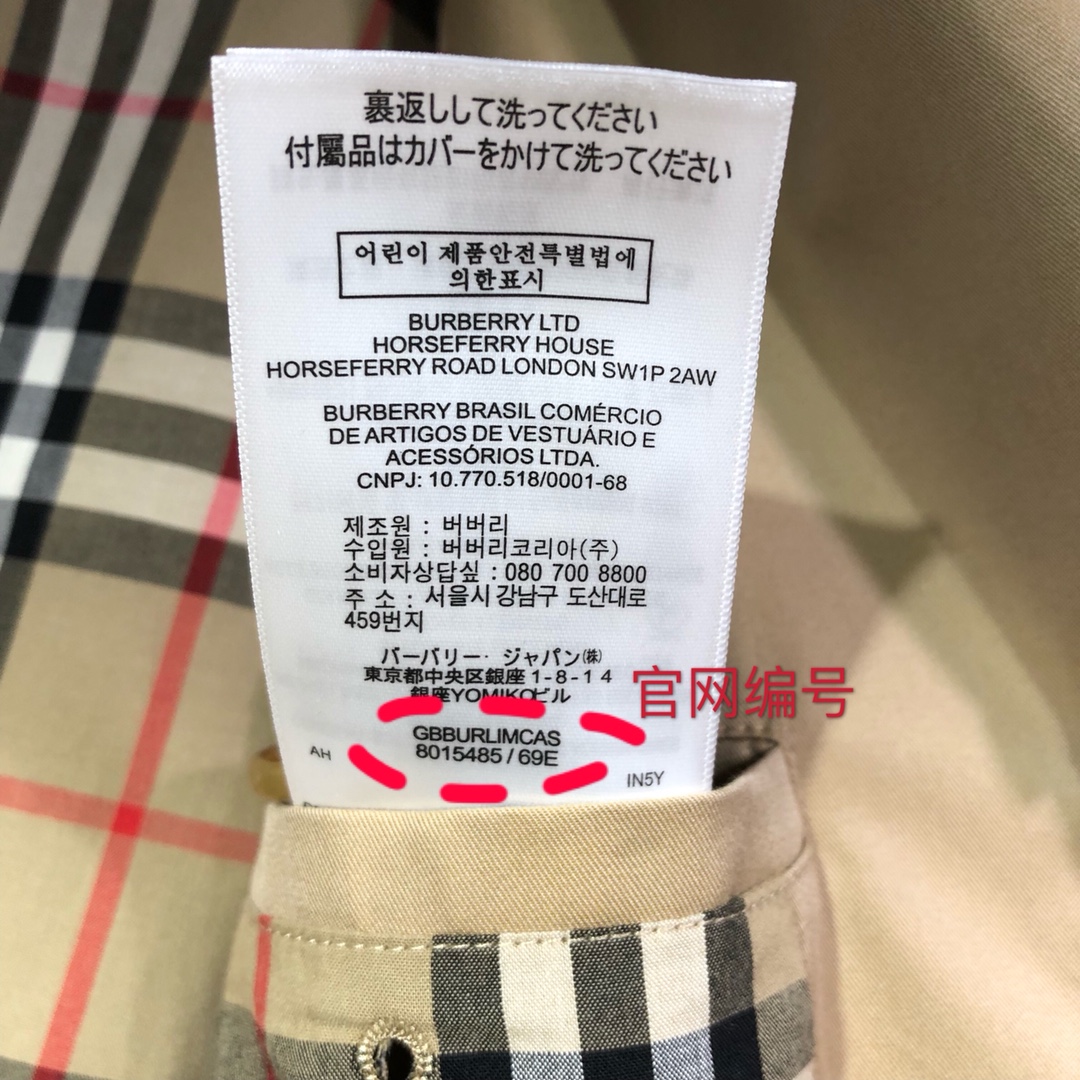 裏返しして洗ってください
付屬品はカバーをかけて洗ってください
어린이 제품안전특별법에
의한표시
BURBERRY LTD
HORSEFERRY HOUSE
HORSEFERRY ROAD LONDON SW1P 2AW
BURBERRY BRASIL COMÉRCIO
DE ARTIGOS DE VESTUÁRIO E
ACESSÓRIOS LTDA.
CNPJ: 10.770.518/0001-68
제조원 : 버버리
수입원 : 버버리코리아(주)
소비자상답싶 : 080 700 8800
주 소 : 서울시 강남구 도산대로
459번지
バーバリー・ジャパン㈱
東京都中央区銀座1-8-14
銀座YOMIKOビル
官网编号
GBBURLIMCAS
AH 8015485 / 69E IN5Y